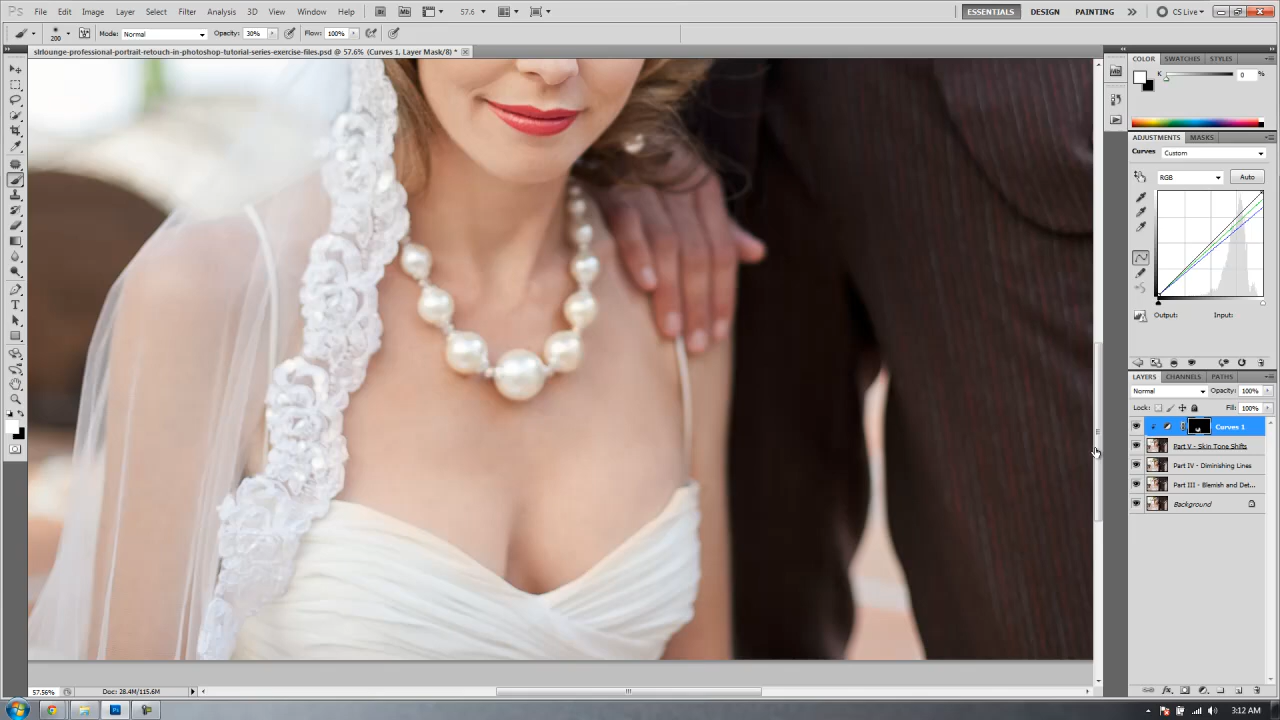 Ps File Edit Image Layer Select Filter Analysis 3D View Window Help Br Mb 57.6 ESSENTIALS DESIGN PAINTING CS Live
200 Mode: Normal Opacity: 30% Flow: 100%
slrlounge-professional-portrait-retouch-in-photoshop-tutorial-series-exercise-files.psd @ 57.6% (Curves 1, Layer Mask/8) *
COLOR SWATCHES STYLES
K 0 %
ADJUSTMENTS MASKS
Curves Custom
RGB Auto
Output: Input:
LAYERS CHANNELS PATHS
Normal Opacity: 100%
Lock: Fill: 100%
Curves 1
Part V - Skin Tone Shifts
Part IV - Diminishing Lines
Part III - Blemish and Det...
Background
57.56% Doc: 28.4M/115.6M
3:12 AM